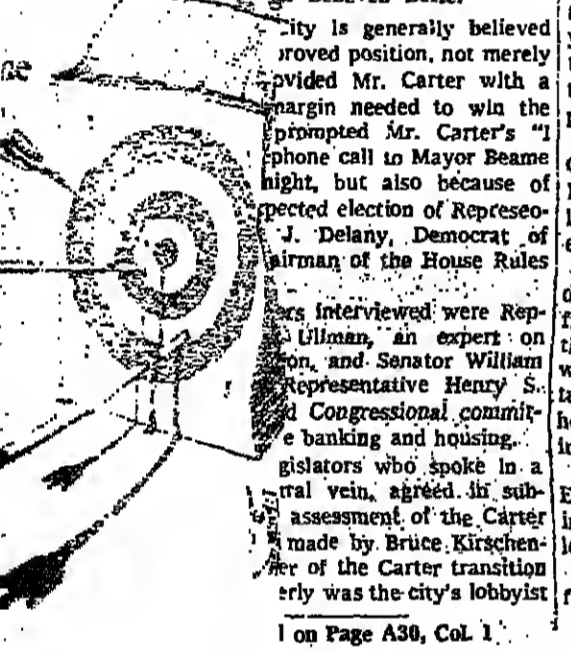 city is generally believed
proved position, not merely
ovided Mr. Carter with a
margin needed to win the
prompted Mr. Carter's "I
phone call to Mayor Beame
night, but also because of
pected election of Represeo-
J. Delany, Democrat of
airman of the House Rules
ers interviewed were Rep-
Ullman, an expert on
on, and Senator William
Representative Henry S.
d Congressional commit-
e banking and housing.
gislators who spoke in a
tral vein, agreed in sub-
assessment of the Carter
made by Bruce Kirschen-
er of the Carter transition
erly was the city's lobbyist
on Page A30, Col. 1